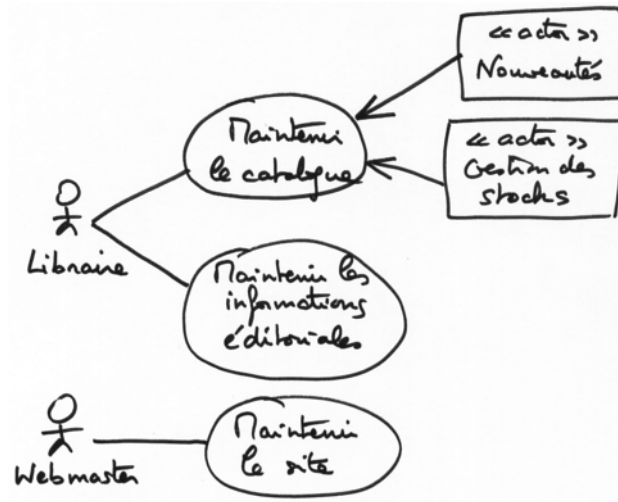 « actor »
Nouveautés
Maintenir
le catalogue
« actor »
Gestion des
stocks
Libraire
Maintenir les
informations
éditoriales
Webmaster
Maintenir
le site